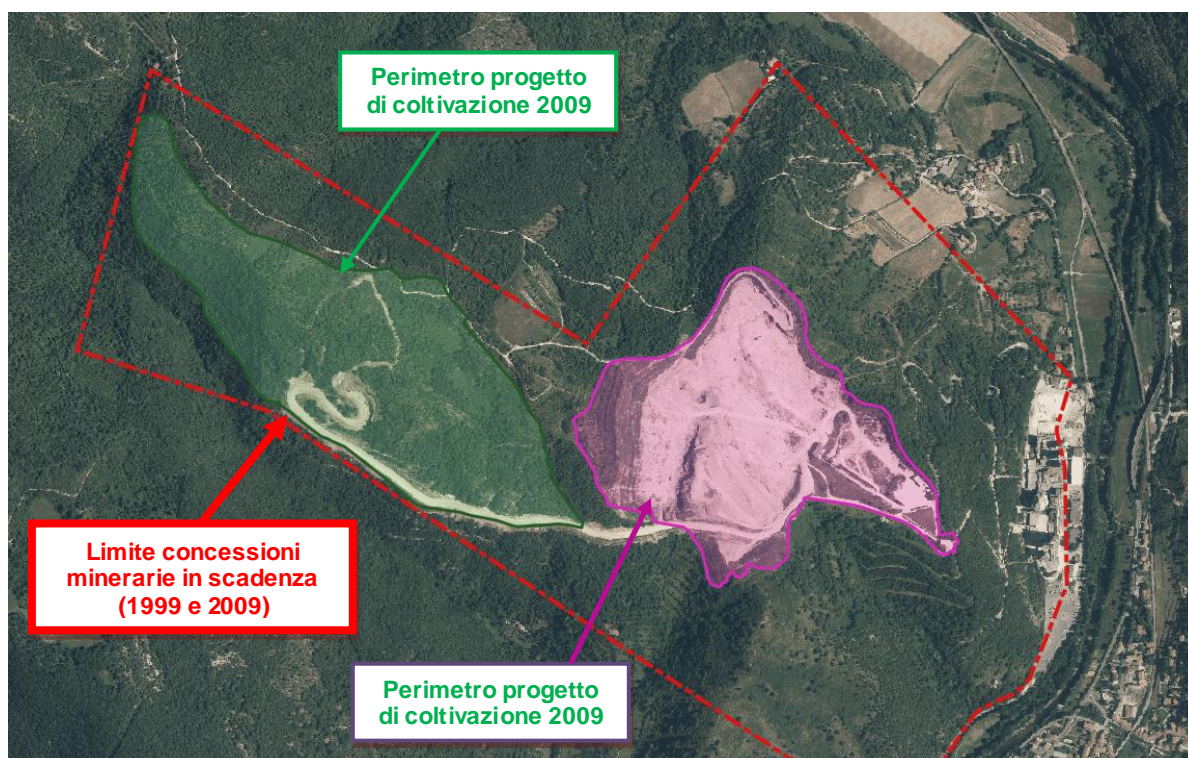 Perimetro progetto
di coltivazione 2009
Limite concessioni
minerarie in scadenza
(1999 e 2009)
Perimetro progetto
di coltivazione 2009